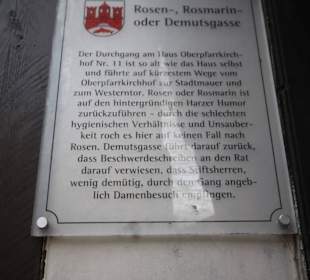 Rosen-, Rosmarin-
oder Demutsgasse
Der Durchgang am Haus Oberpfarrkirch-
hof Nr. 11 ist so alt wie das Haus selbst
und führte auf kürzestem Wege vom
Oberpfarrkirchhof zur Stadtmauer und
zum Westerntor. Rosen oder Rosmarin ist
auf den hintergründigen Harzer Humor
zurückzuführen - durch die schlechten
hygienischen Verhältnisse und Unsauber-
keit roch es hier auf keinen Fall nach
Rosen. Demutsgasse führt darauf zurück,
dass Beschwerdeschreiben an den Rat
darauf verwiesen, dass Stiftsherren,
wenig demütig, durch den Gang angeb-
lich Damenbesuch empfingen.